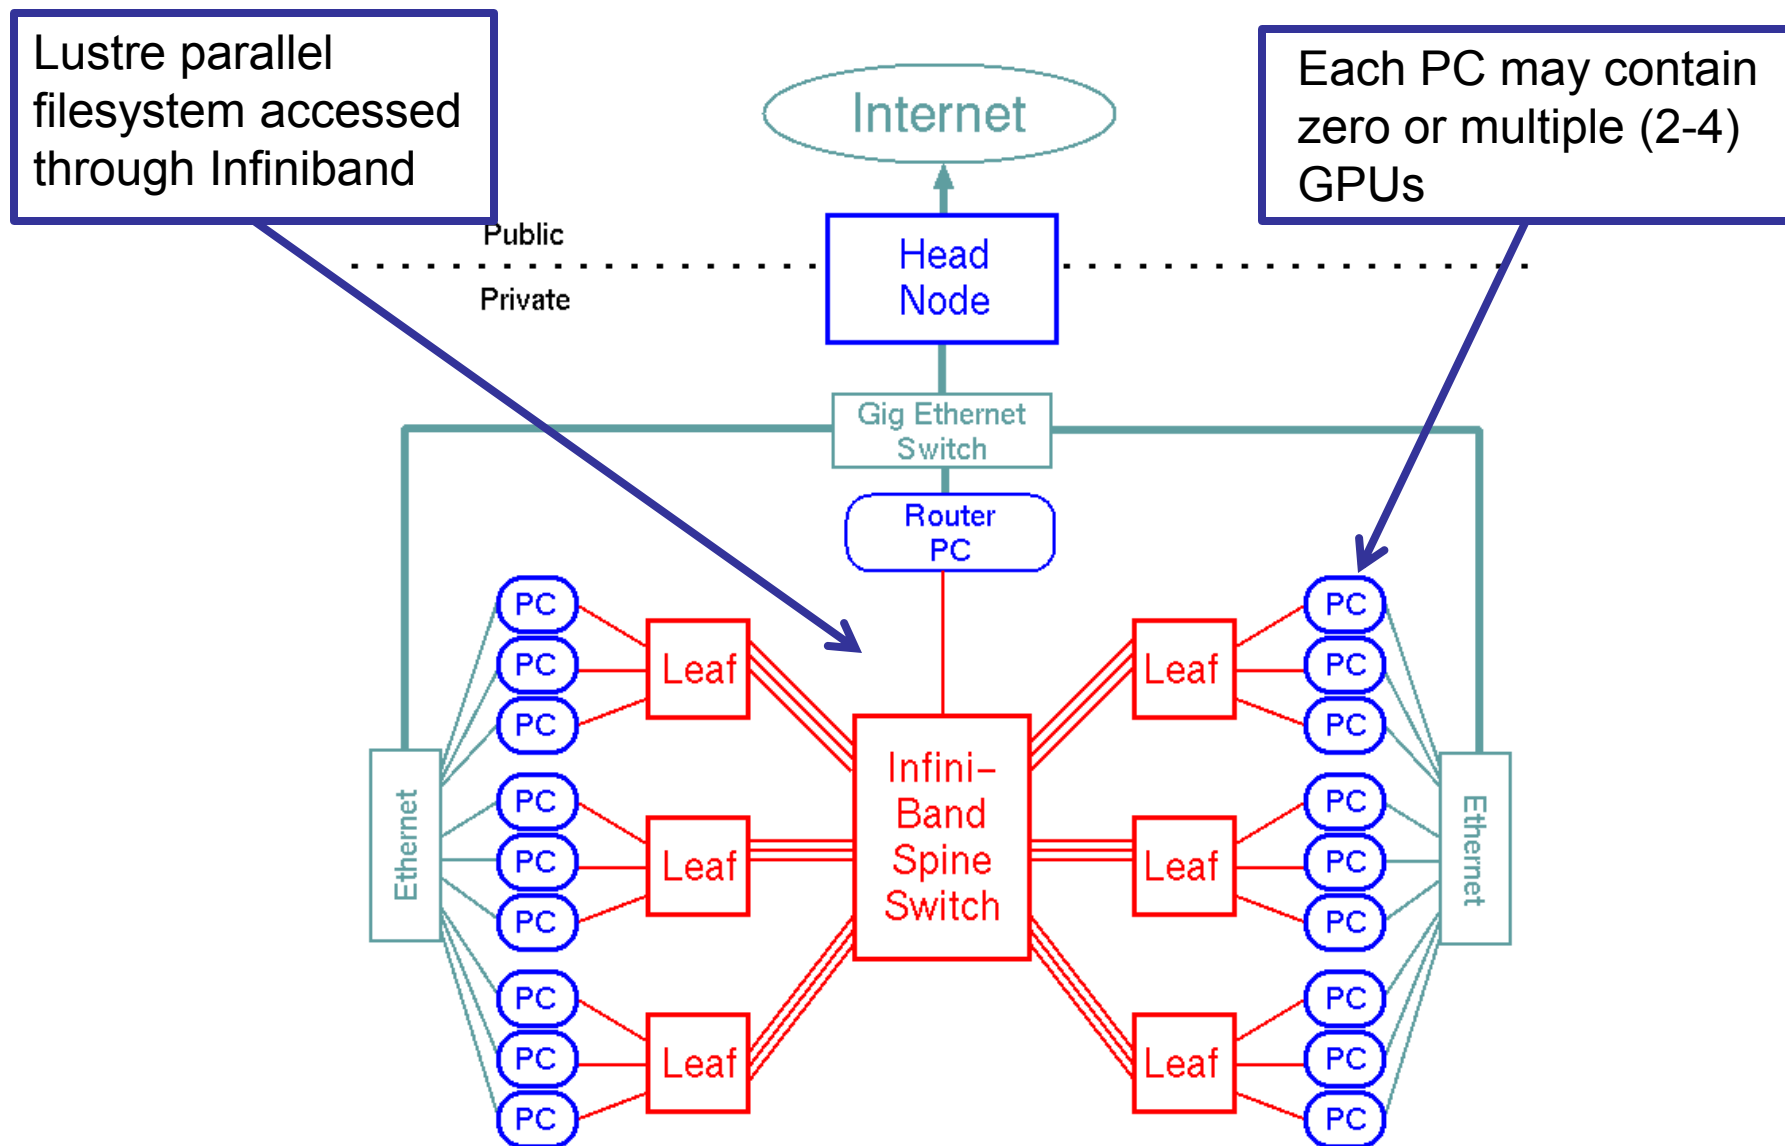 Lustre parallel
filesystem accessed
through Infiniband
Each PC may contain
zero or multiple (2-4)
GPUs
Internet
Public
Private
Head
Node
Gig Ethernet
Switch
Router
PC
PC
PC
PC
Leaf
Leaf
PC
PC
PC
Ethernet
PC
PC
PC
Leaf
Infini-
Band
Spine
Switch
Leaf
PC
PC
PC
Ethernet
PC
PC
PC
Leaf
Leaf
PC
PC
PC